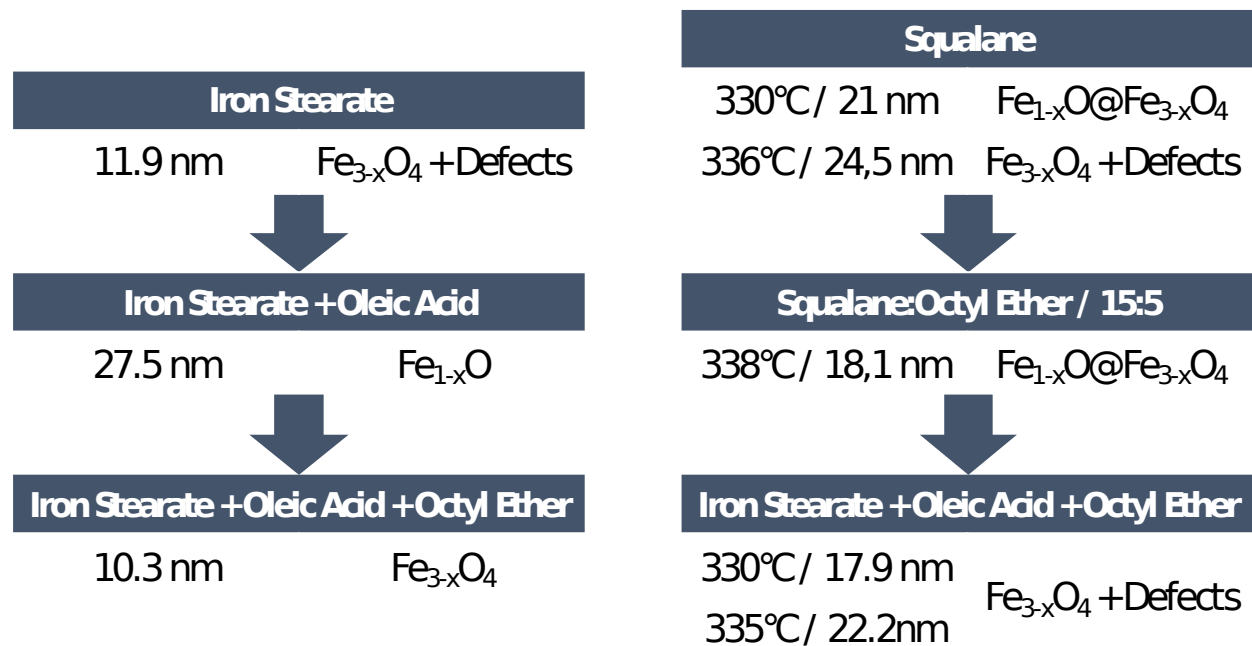 Iron Stearate
11.9 nm Fe₃₋ₓO₄ + Defects
Iron Stearate + Oleic Acid
27.5 nm Fe₁₋ₓO
Iron Stearate + Oleic Acid + Octyl Ether
10.3 nm Fe₃₋ₓO₄
Squalane
330°C / 21 nm Fe₁₋ₓO@Fe₃₋ₓO₄
336°C / 24,5 nm Fe₃₋ₓO₄ + Defects
Squalane:Octyl Ether / 15:5
338°C / 18,1 nm Fe₁₋ₓO@Fe₃₋ₓO₄
Iron Stearate + Oleic Acid + Octyl Ether
330°C / 17.9 nm
Fe₃₋ₓO₄ + Defects
335°C / 22.2nm